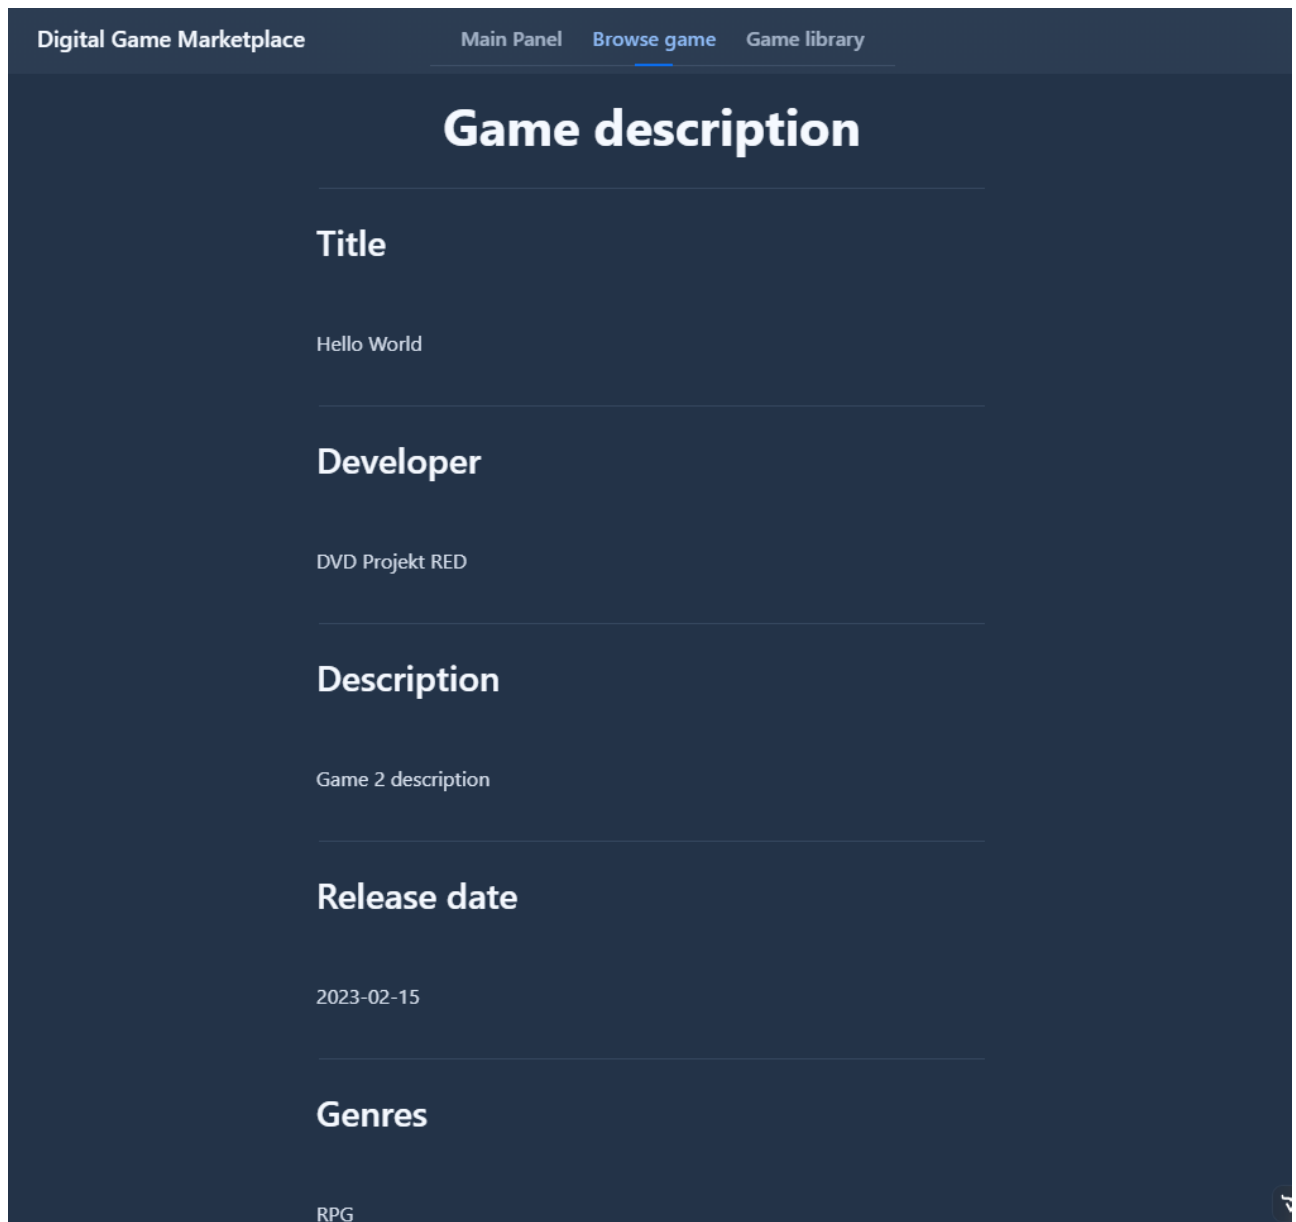 Digital Game Marketplace
Main Panel
Browse game
Game library
Game description
Title
Hello World
Developer
DVD Projekt RED
Description
Game 2 description
Release date
2023-02-15
Genres
RPG